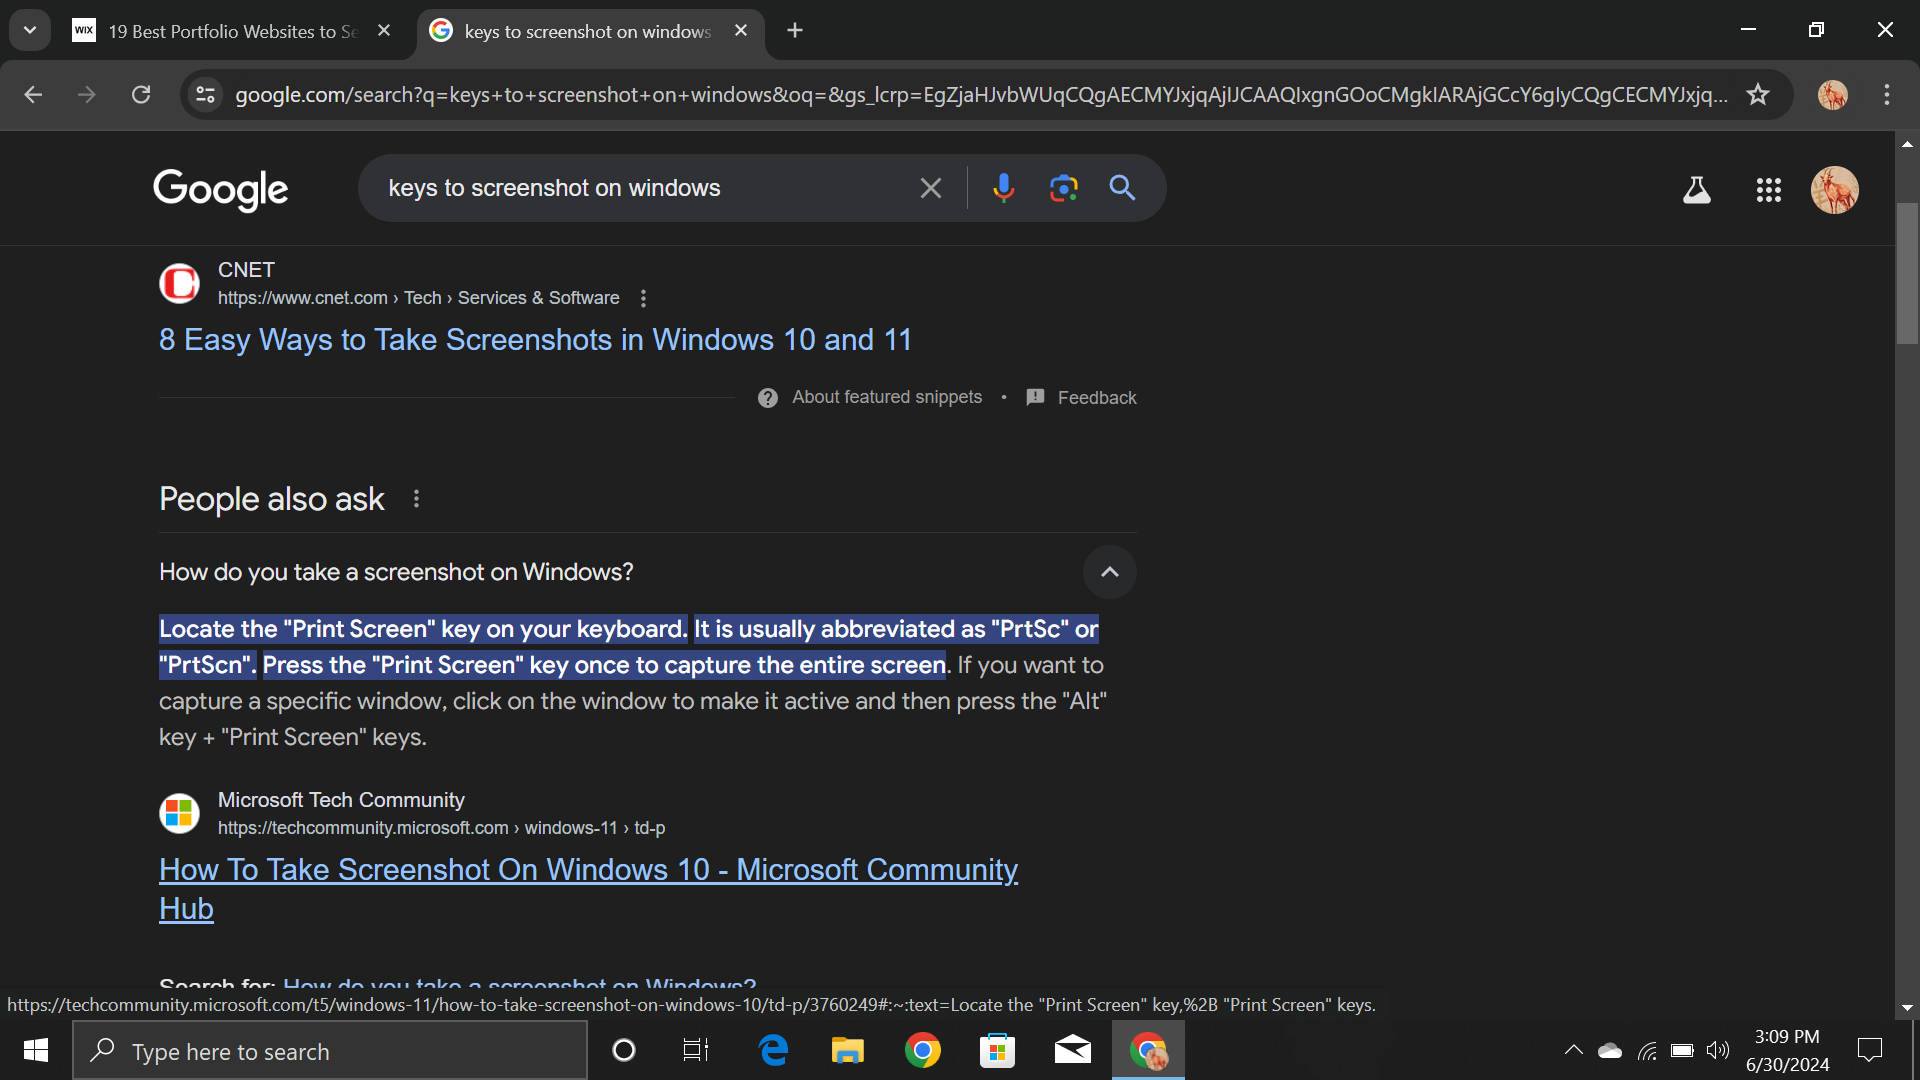 WIX 19 Best Portfolio Websites to Se
keys to screenshot on windows
google.com/search?q=keys+to+screenshot+on+windows&oq=&gs_lcrp=EgZjaHJvbWUqCQgAECMYJxjqAjIJCAAQIxgnGOoCMgkIARAjGCcY6gIyCQgCECMYJxjq...
Google
keys to screenshot on windows
CNET
https://www.cnet.com › Tech › Services & Software
8 Easy Ways to Take Screenshots in Windows 10 and 11
About featured snippets • Feedback
People also ask
How do you take a screenshot on Windows?
Locate the "Print Screen" key on your keyboard. It is usually abbreviated as "PrtSc" or
"PrtScn". Press the "Print Screen" key once to capture the entire screen. If you want to
capture a specific window, click on the window to make it active and then press the "Alt"
key + "Print Screen" keys.
Microsoft Tech Community
https://techcommunity.microsoft.com › windows-11 › td-p
How To Take Screenshot On Windows 10 - Microsoft Community
Hub
Search for: How do you take a screenshot on Windows?
https://techcommunity.microsoft.com/t5/windows-11/how-to-take-screenshot-on-windows-10/td-p/3760249#:~:text=Locate the "Print Screen" key,%2B "Print Screen" keys.
Type here to search
3:09 PM
6/30/2024